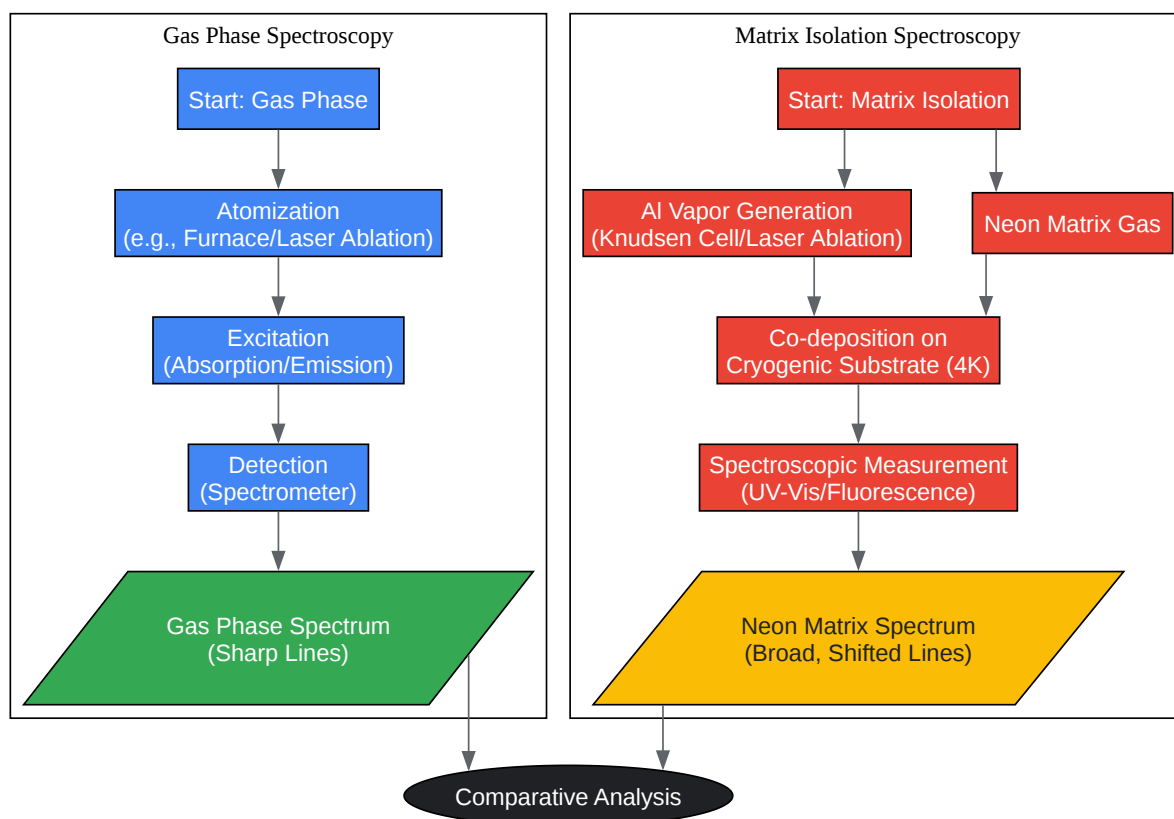 Gas Phase Spectroscopy
Start: Gas Phase
Atomization
(e.g., Furnace/Laser Ablation)
Excitation
(Absorption/Emission)
Detection
(Spectrometer)
Gas Phase Spectrum
(Sharp Lines)
Matrix Isolation Spectroscopy
Start: Matrix Isolation
Al Vapor Generation
(Knudsen Cell/Laser Ablation)
Neon Matrix Gas
Co-deposition on
Cryogenic Substrate (4K)
Spectroscopic Measurement
(UV-Vis/Fluorescence)
Neon Matrix Spectrum
(Broad, Shifted Lines)
Comparative Analysis